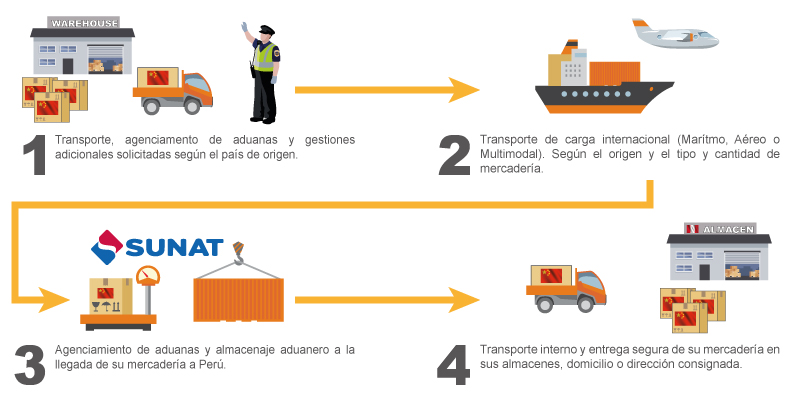 WAREHOUSE
1
Transporte, agenciamento de aduanas y gestiones
adicionales solicitadas según el país de origen.
2
Transporte de carga internacional (Marítmo, Aéreo o
Multimodal). Según el origen y el tipo y cantidad de
mercadería.
SUNAT
3
Agenciamiento de aduanas y almacenaje aduanero a la
llegada de su mercadería a Perú.
ALMACEN
4
Transporte interno y entrega segura de su mercadería en
sus almacenes, domicilio o dirección consignada.